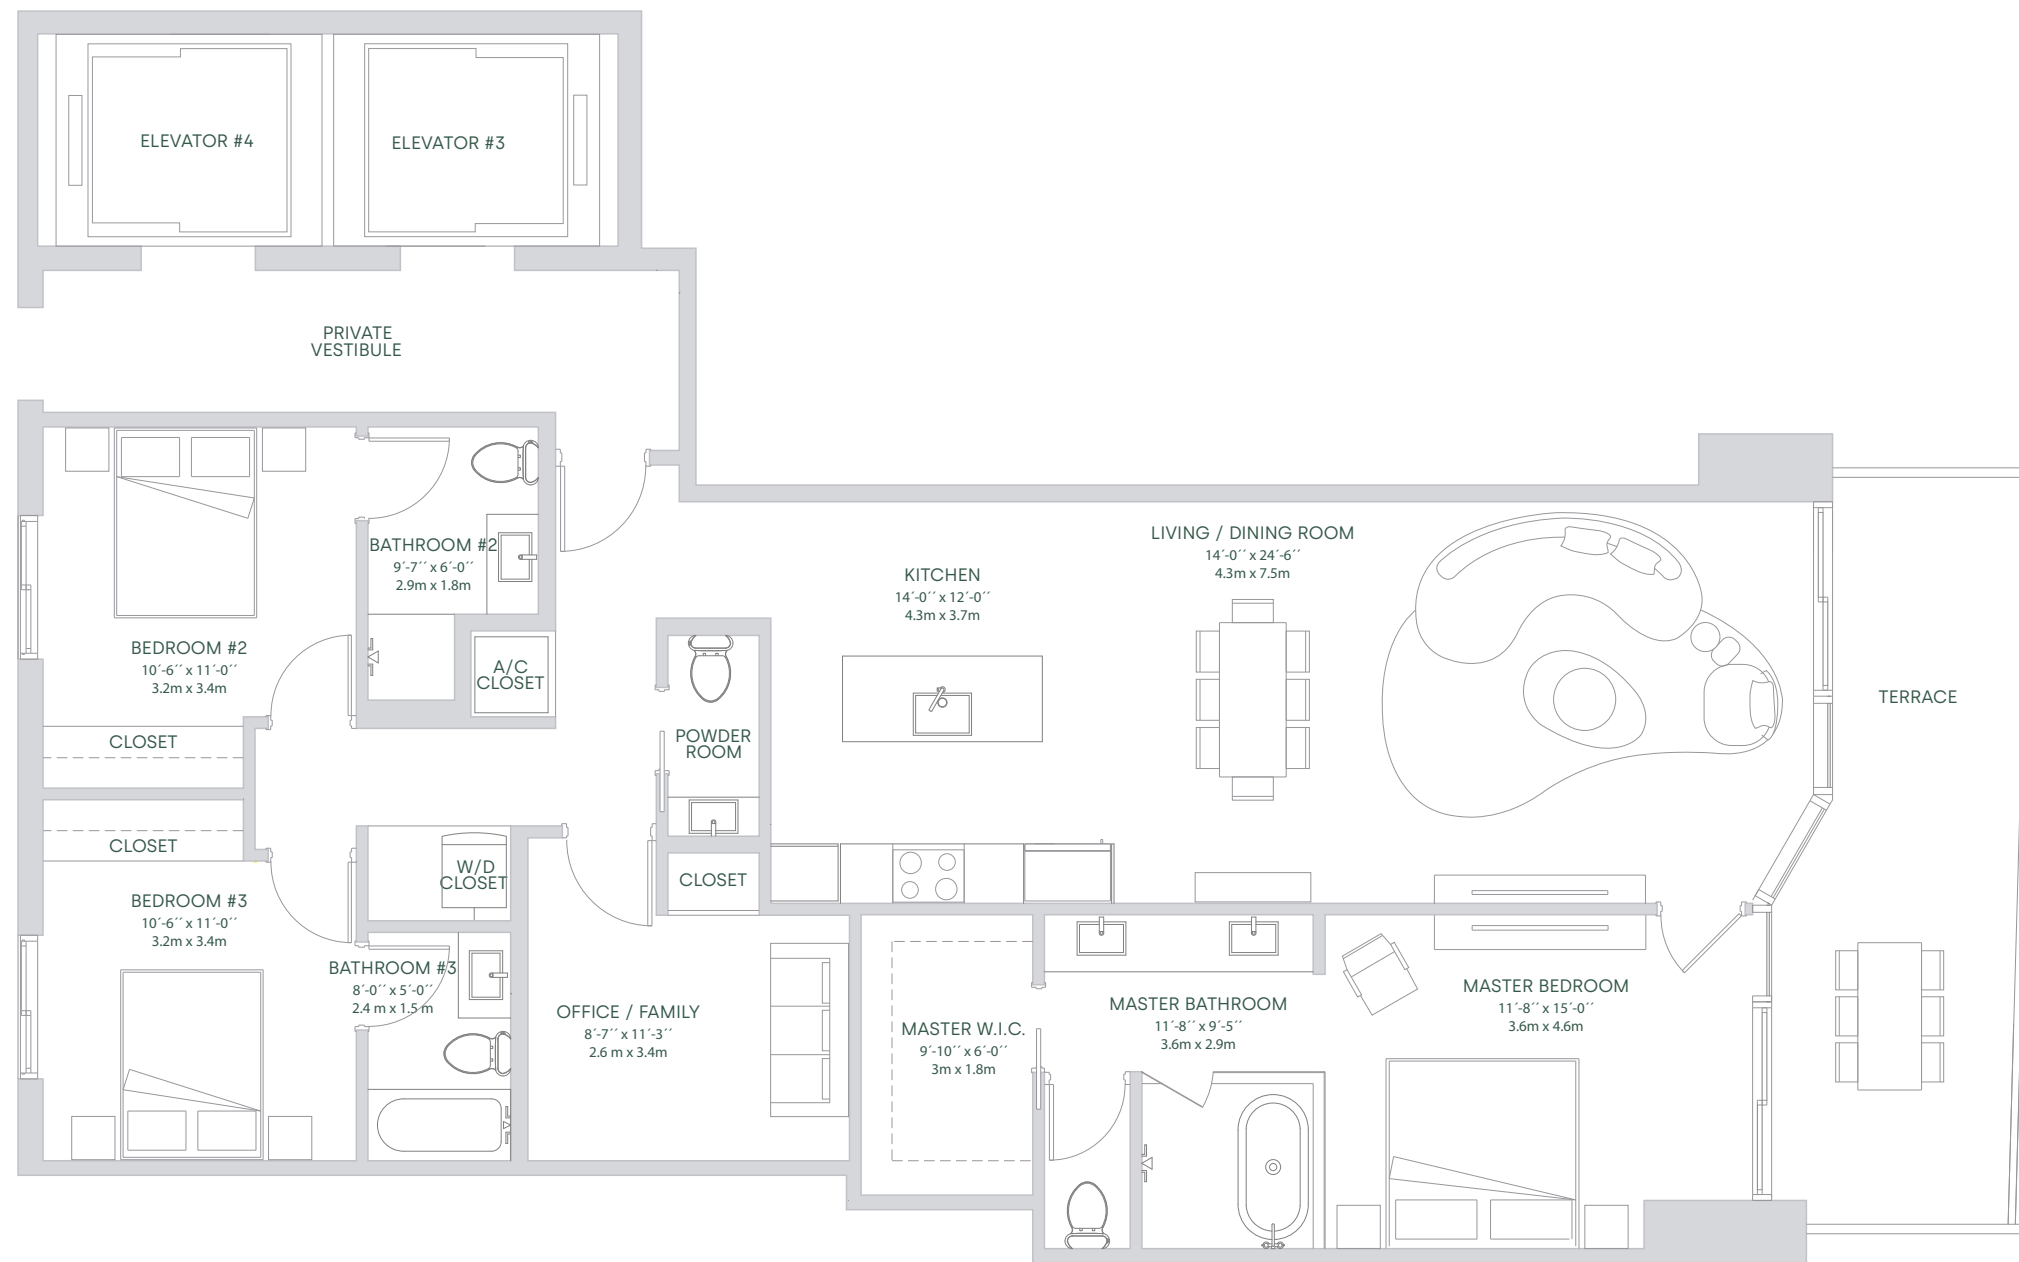 ELEVATOR #4
ELEVATOR #3
PRIVATE
VESTIBULE
BATHROOM #2
9´-7´´ x 6´-0´´
2.9m x 1.8m
LIVING / DINING ROOM
14´-0´´ x 24´-6´´
4.3m x 7.5m
KITCHEN
14´-0´´ x 12´-0´´
4.3m x 3.7m
BEDROOM #2
10´-6´´ x 11´-0´´
3.2m x 3.4m
A/C
CLOSET
TERRACE
CLOSET
POWDER
ROOM
CLOSET
W/D
CLOSET
CLOSET
BEDROOM #3
10´-6´´ x 11´-0´´
3.2m x 3.4m
BATHROOM #3
8´-0´´ x 5´-0´´
2.4 m x 1.5 m
OFFICE / FAMILY
8´-7´´ x 11´-3´´
2.6 m x 3.4m
MASTER W.I.C.
9´-10´´ x 6´-0´´
3m x 1.8m
MASTER BATHROOM
11´-8´´ x 9´-5´´
3.6m x 2.9m
MASTER BEDROOM
11´-8´´ x 15´-0´´
3.6m x 4.6m